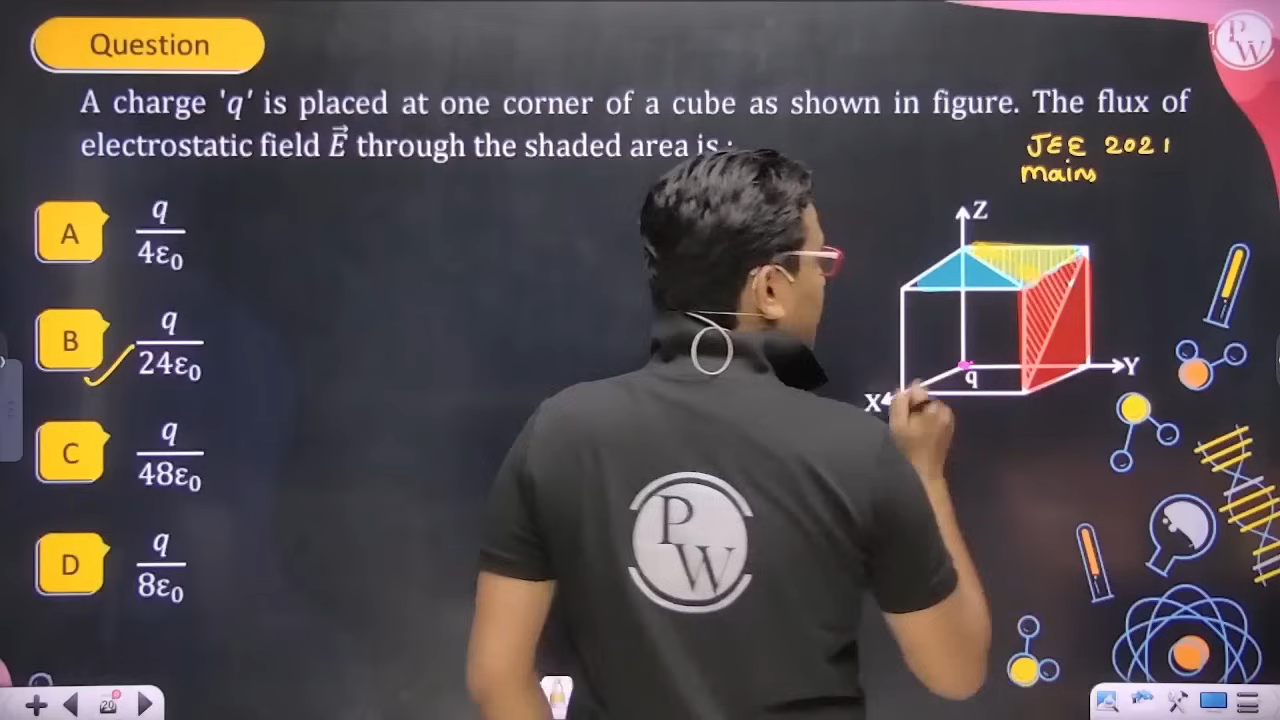 Question
A charge 'q' is placed at one corner of a cube as shown in figure. The flux of
electrostatic field E⃗ through the shaded area is :
JEE 2021
mains
A q/4ε₀
B q/24ε₀
C q/48ε₀
D q/8ε₀
Z
Y
X
q
P
W
P
W
20